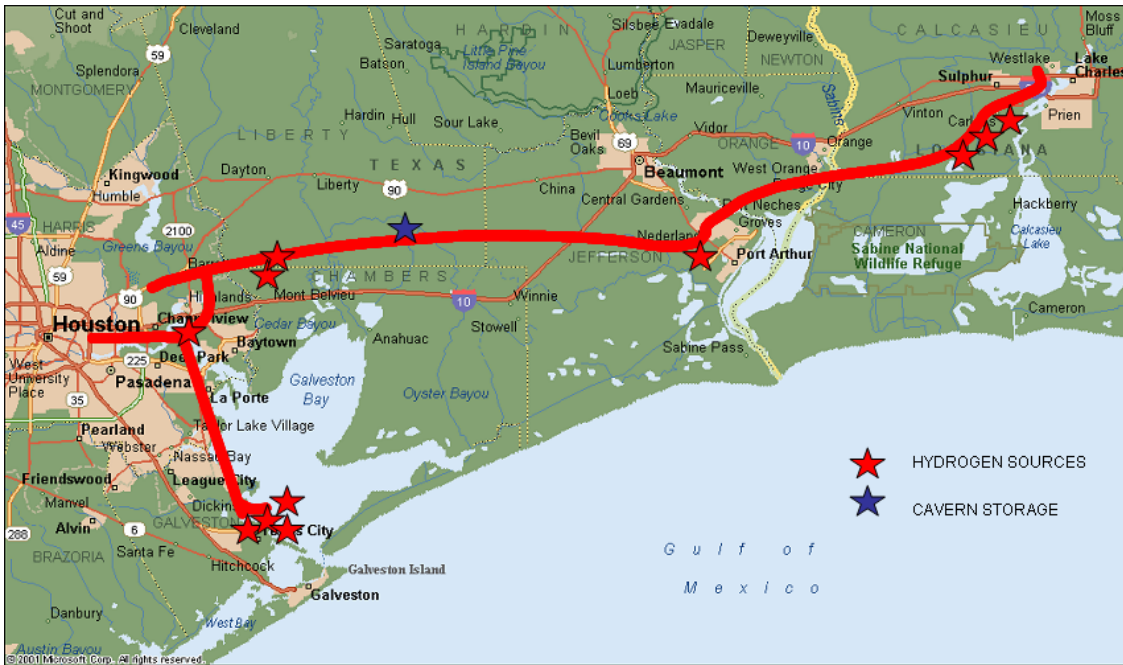 Cut and
Shoot
Cleveland
59
Splendora
MONTGOMERY
Saratoga
Batson
HARDIN
Little Pine
Island Bayou
Silsbee
Evadale
JASPER
Lumberton
Loeb
Cooks Lake
Mauriceville
Deweyville
NEWTON
CALCASIEU
Moss
Bluff
Westlake
Lake
Charles
Sulphur
Prien
Vinton
LOUISIANA
Hardin
Hull
Sour Lake
LIBERTY
TEXAS
Bevil
Oaks
69
Vidor
ORANGE
10
Orange
West Orange
Sabine
Beaumont
Kingwood
Humble
Dayton
Liberty
90
China
Central Gardens
Groves
Nederland
Port Arthur
JEFFERSON
45
HARRIS
Aldine
2100
Greens Bayou
59
90
Highlands
CHAMBERS
Mont Belvieu
10
Winnie
Stowell
Hackberry
Calcasieu
Lake
CAMERON
Sabine National
Wildlife Refuge
Cameron
Sabine Pass
Houston
Cedar Bayou
Baytown
Anahuac
Oyster Bayou
225
Deer Park
Pasadena
West
University
Place
35
La Porte
Galveston
Bay
Pearland
Webster
Taylor Lake Village
Nassau Bay
League City
Friendswood
Manvel
Alvin
288
6
BRAZORIA
Santa Fe
GALVESTON
Hitchcock
Galveston Island
Galveston
West Bay
Danbury
Austin Bayou
HYDROGEN SOURCES
CAVERN STORAGE
Gulf of
Mexico
© 2001 Microsoft Corp. All rights reserved.